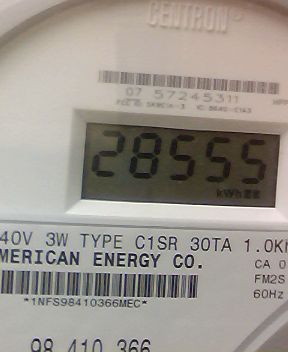 CENTRON®
07 57245311
28555
kWh
40V 3W TYPE C1SR 30TA 1.0K
MERICAN ENERGY CO.
CA 0
FM2S
60Hz
*1NFS98410366MEC*
98 410 366